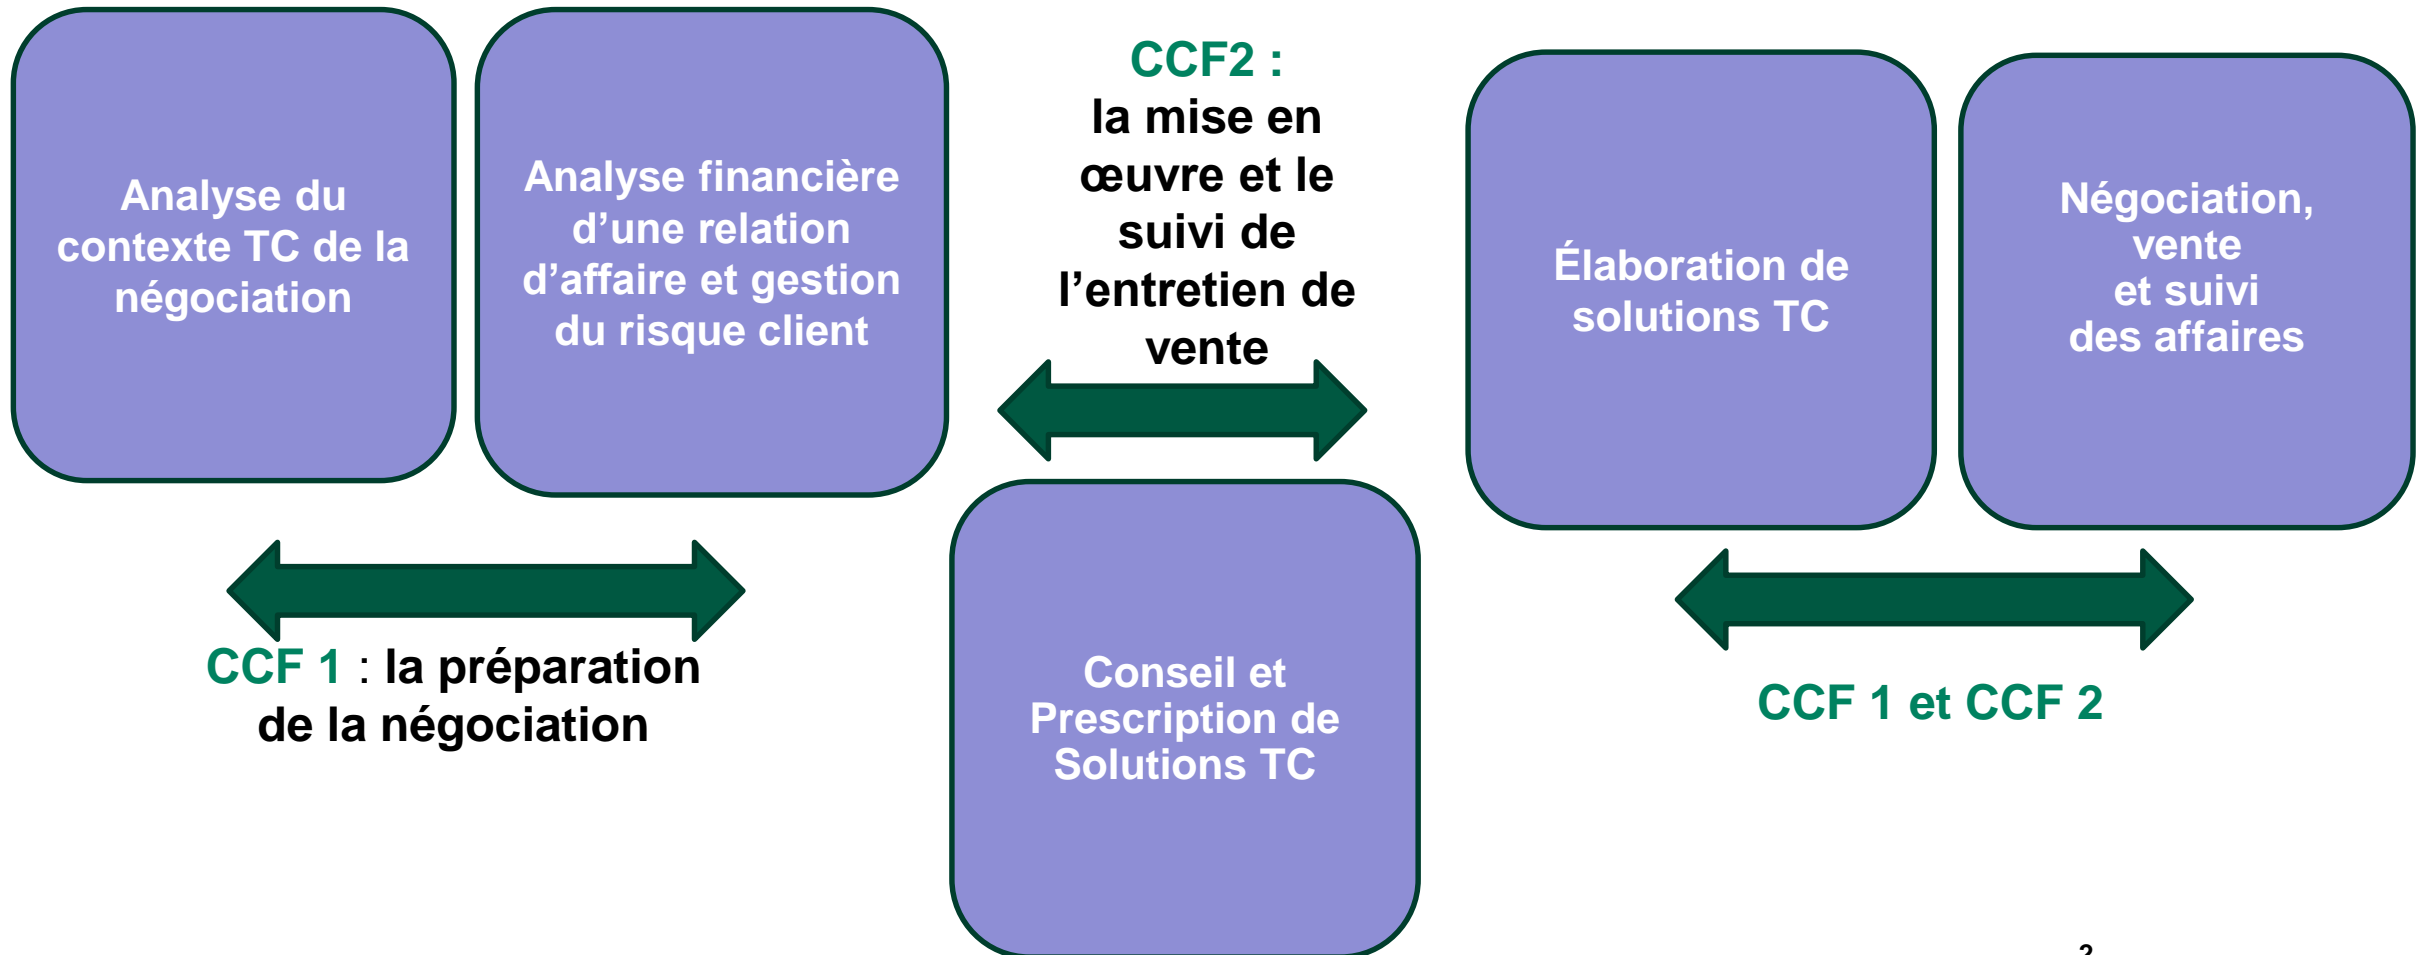 Analyse du
contexte TC de la
négociation
Analyse financière
d’une relation
d’affaire et gestion
du risque client
CCF 1 : la préparation
de la négociation
CCF2 :
la mise en
œuvre et le
suivi de
l’entretien de
vente
Conseil et
Prescription de
Solutions TC
Élaboration de
solutions TC
Négociation,
vente
et suivi
des affaires
CCF 1 et CCF 2
2